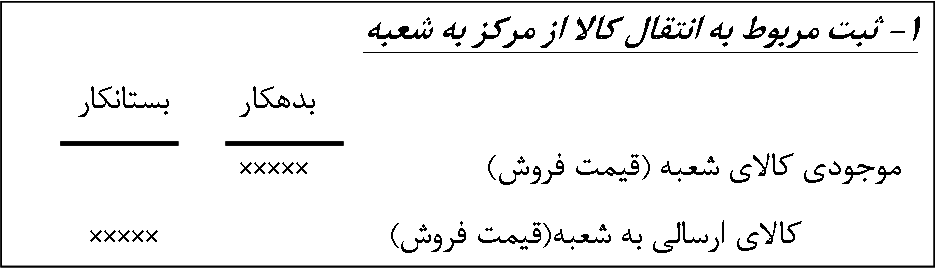 ۱- ثبت مربوط به انتقال کالا از مرکز به شعبه
بدهکار بستانکار
موجودی کالای شعبه (قیمت فروش) ×××××
کالای ارسالی به شعبه(قیمت فروش) ×××××